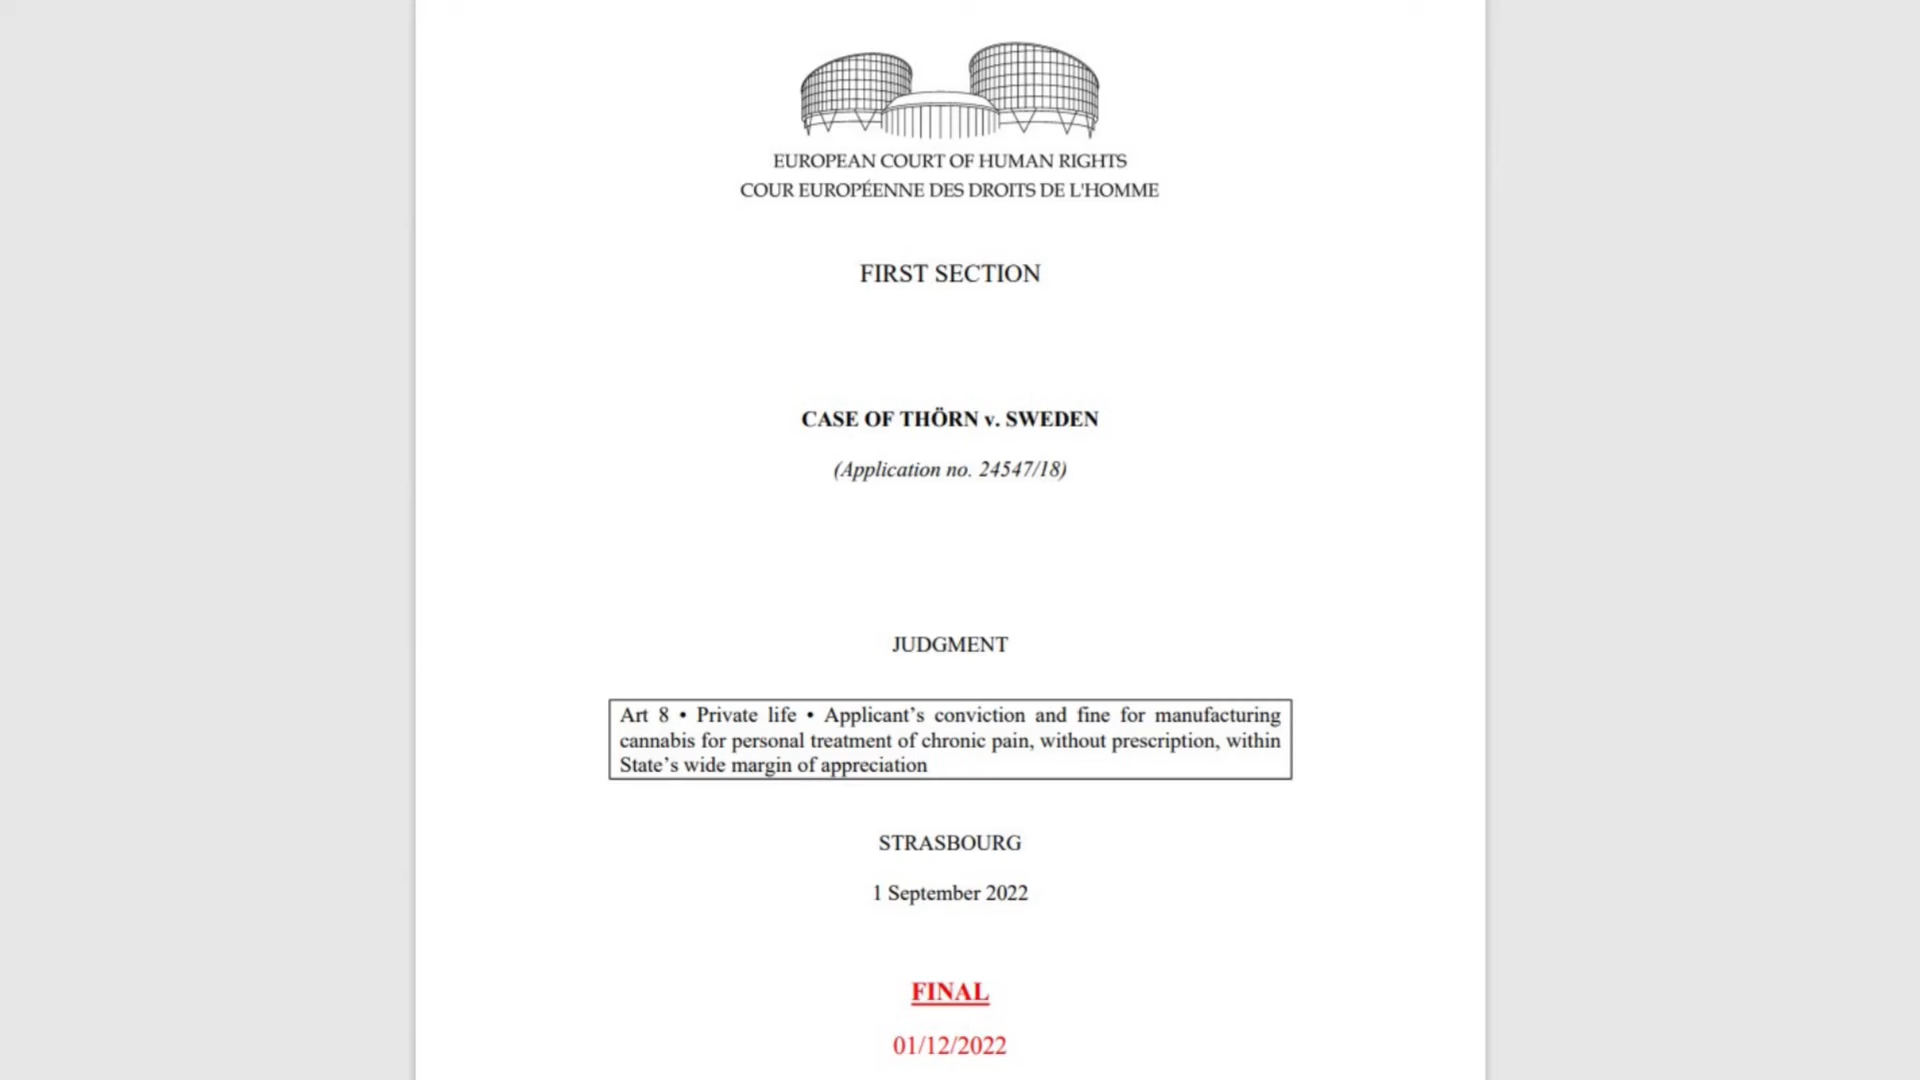 EUROPEAN COURT OF HUMAN RIGHTS
COUR EUROPÉENNE DES DROITS DE L'HOMME
FIRST SECTION
CASE OF THÖRN v. SWEDEN
(Application no. 24547/18)
JUDGMENT
Art 8 • Private life • Applicant’s conviction and fine for manufacturing
cannabis for personal treatment of chronic pain, without prescription, within
State’s wide margin of appreciation
STRASBOURG
1 September 2022
FINAL
01/12/2022